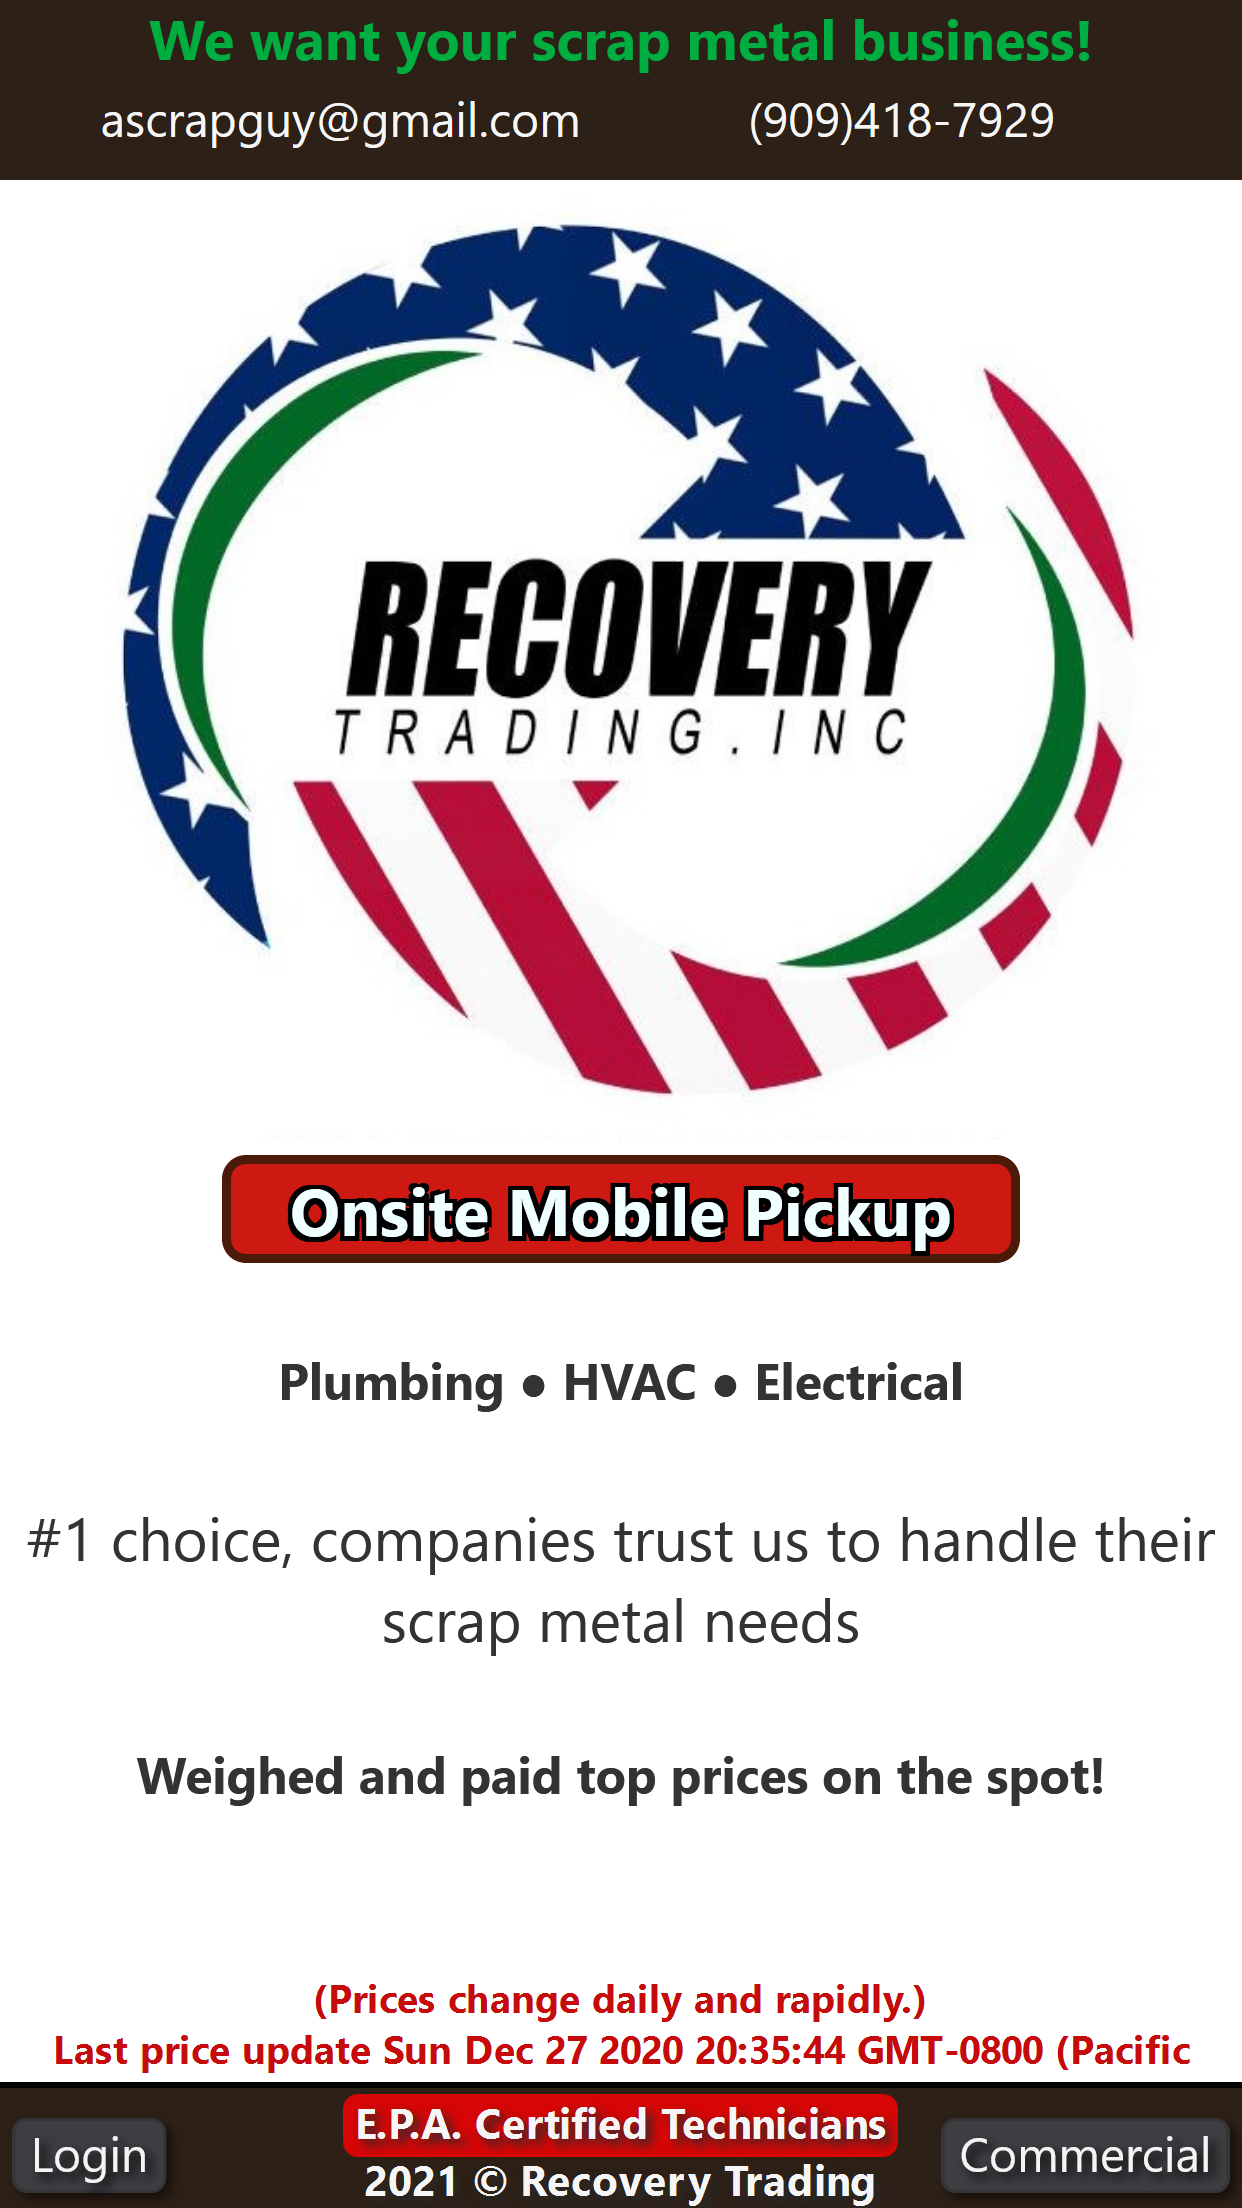 We want your scrap metal business!
ascrapguy@gmail.com (909)418-7929
RECOVERY
TRADING.INC
Onsite Mobile Pickup
Plumbing ● HVAC ● Electrical
#1 choice, companies trust us to handle their
scrap metal needs
Weighed and paid top prices on the spot!
(Prices change daily and rapidly.)
Last price update Sun Dec 27 2020 20:35:44 GMT-0800 (Pacific
E.P.A. Certified Technicians
Login
Commercial
2021 © Recovery Trading